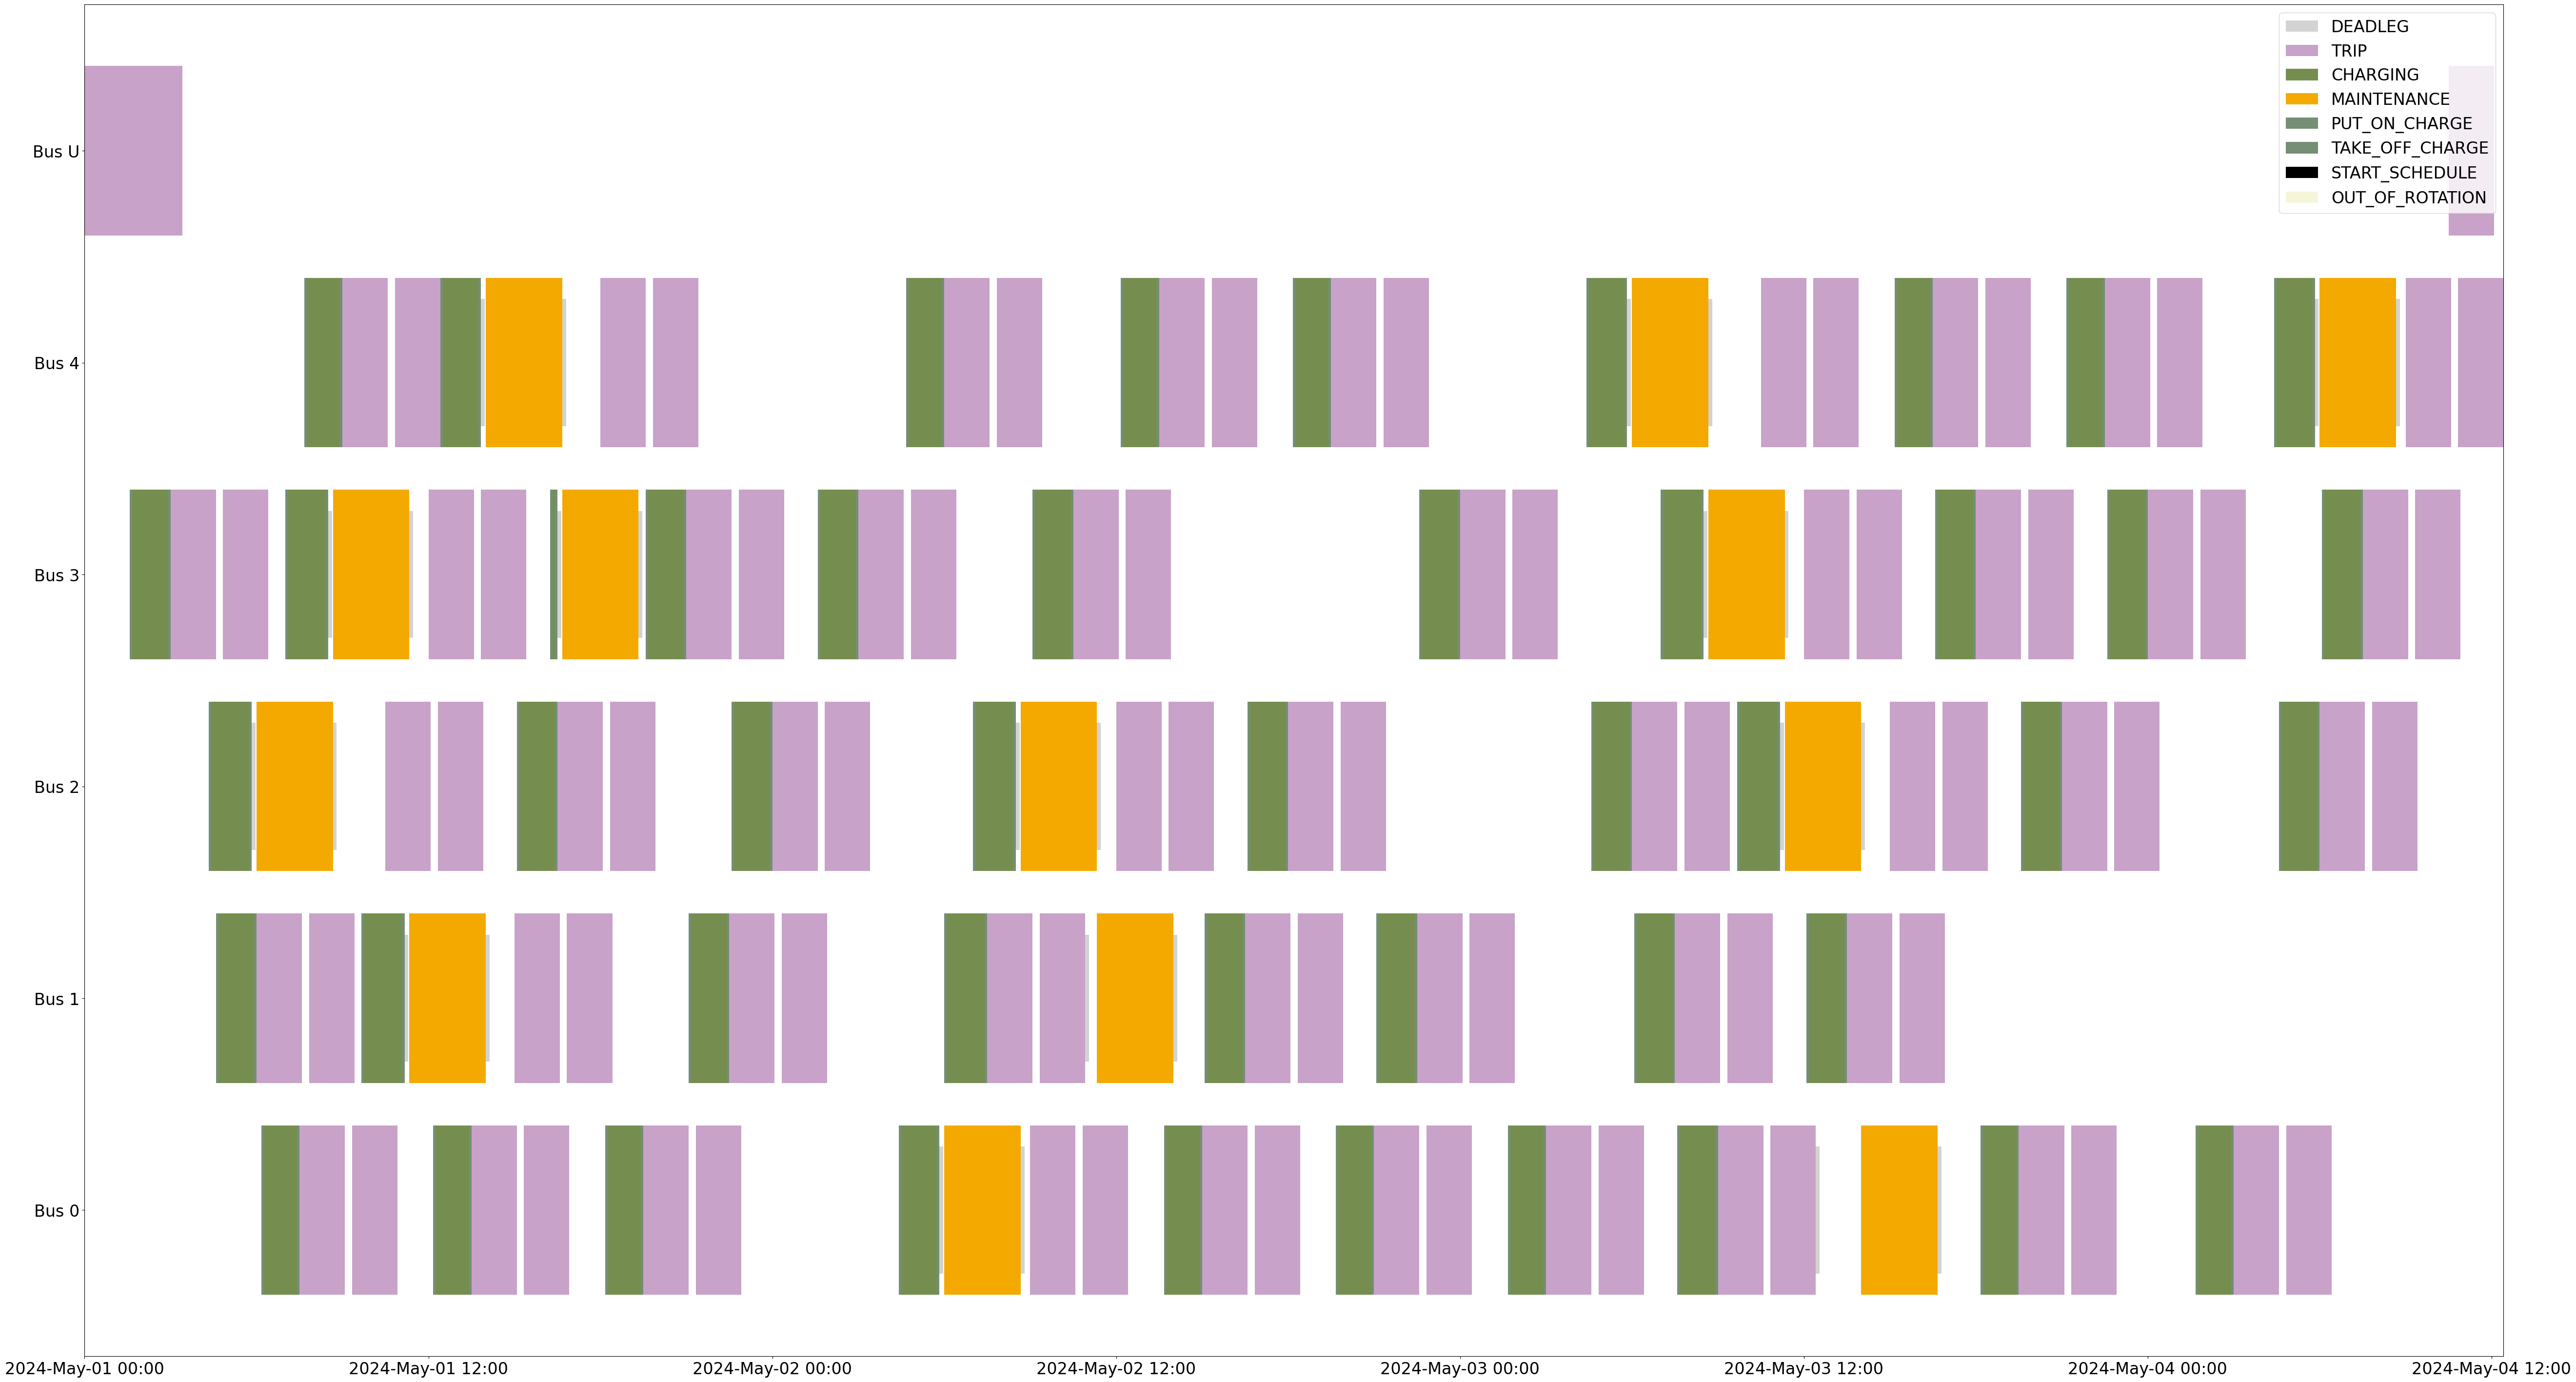 DEADLEG
TRIP
CHARGING
MAINTENANCE
PUT_ON_CHARGE
TAKE_OFF_CHARGE
START_SCHEDULE
OUT_OF_ROTATION
Bus U
Bus 4
Bus 3
Bus 2
Bus 1
Bus 0
2024-May-01 00:00
2024-May-01 12:00
2024-May-02 00:00
2024-May-02 12:00
2024-May-03 00:00
2024-May-03 12:00
2024-May-04 00:00
2024-May-04 12:00